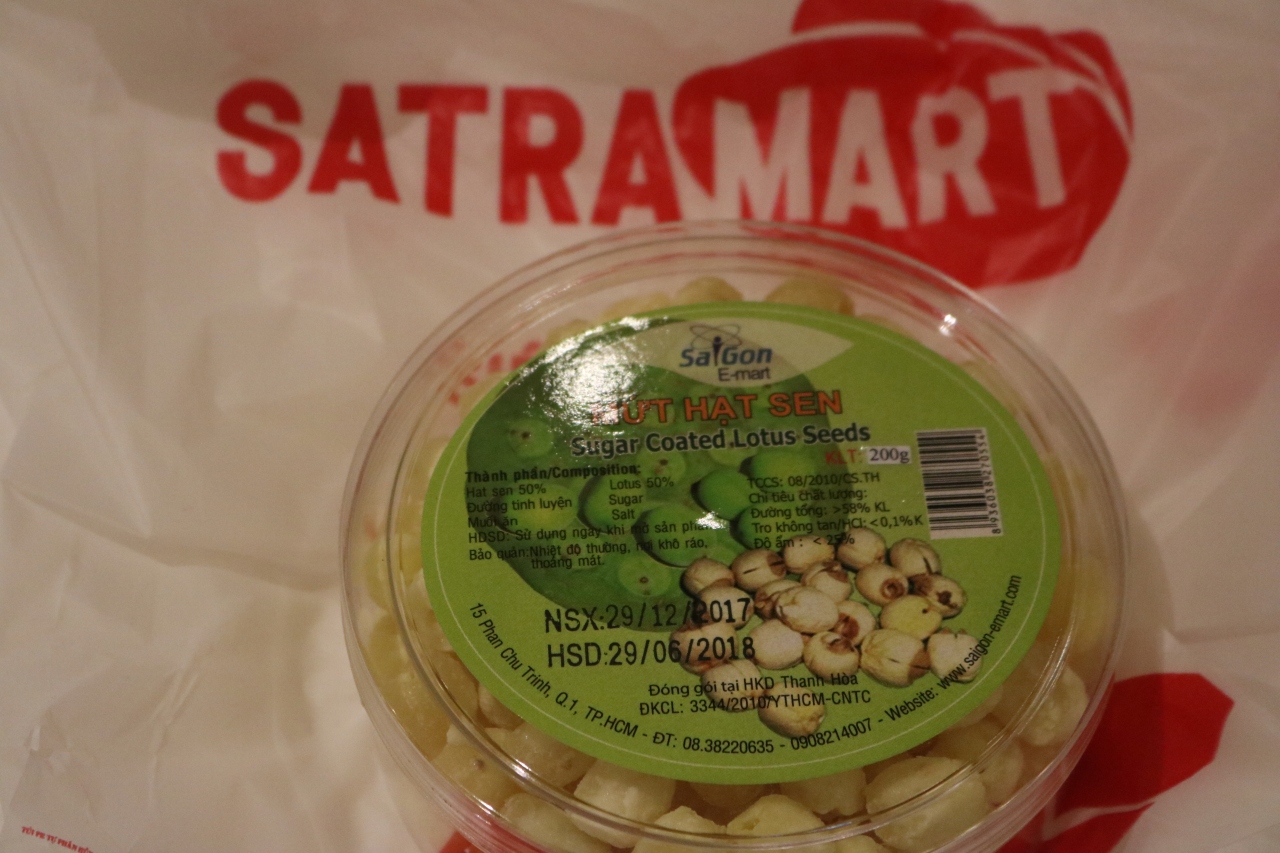 SATRAMART
SaiGon
E-mart
MỨT HẠT SEN
Sugar Coated Lotus Seeds
KLT: 200g
Thành phần/Composition:
Hạt sen 50% Lotus 50%
Đường tinh luyện Sugar
Muối ăn Salt
HDSD: Sử dụng ngay khi mở sản
Bảo quản:Nhiệt độ thường, nơi khô ráo,
thoáng mát.
TCCS: 08/2010/CS.TH
Chỉ tiêu chất lượng:
Đường tổng: >58% KL
Tro không tan/HCl: <0,1% K
Độ ẩm : < 25%
8936038270554
NSX:29/12/2017
HSD:29/06/2018
Đóng gói tại HKD Thanh Hòa
ĐKCL: 3344/2010/YTHCM-CNTC
15 Phan Chu Trinh, Q.1, TP.HCM - ĐT: 08.38220635 - 0908214007 - Website: www.saigon-emart.com